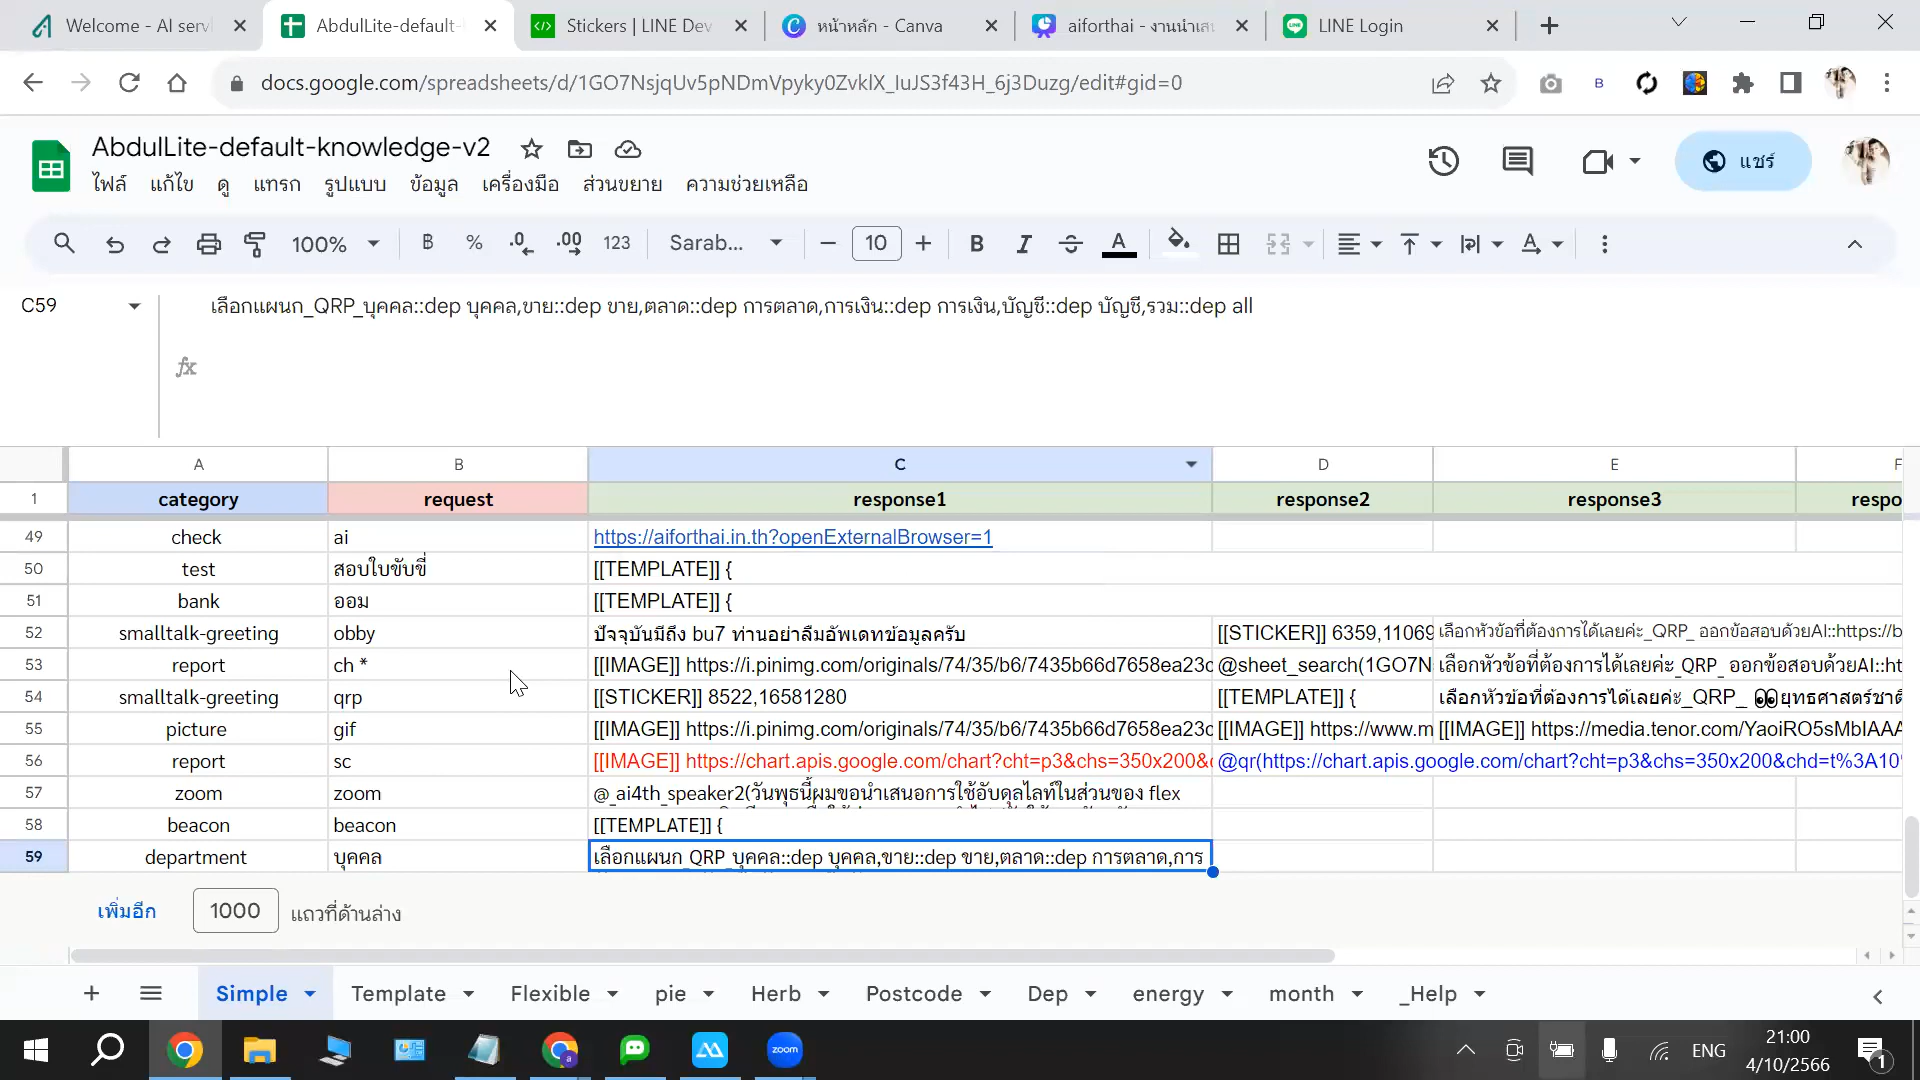 Welcome - AI servi
AbdulLite-default-
Stickers | LINE Dev
หน้าหลัก - Canva
aiforthai - งานนำเส
LINE Login
docs.google.com/spreadsheets/d/1GO7NsjqUv5pNDmVpyky0ZvklX_IuJS3f43H_6j3Duzg/edit#gid=0
AbdulLite-default-knowledge-v2
ไฟล์ แก้ไข ดู แทรก รูปแบบ ข้อมูล เครื่องมือ ส่วนขยาย ความช่วยเหลือ
แชร์
100% B % .0 .00 123 Sarab... 10 B I S A
C59
เลือกแผนก_QRP_บุคคล::dep บุคคล,ขาย::dep ขาย,ตลาด::dep การตลาด,การเงิน::dep การเงิน,บัญชี::dep บัญชี,รวม::dep all
fx
A B C D E F
1 category request response1 response2 response3 respo
49 check ai https://aiforthai.in.th?openExternalBrowser=1
50 test สอบใบขับขี่ [[TEMPLATE]] {
51 bank ออม [[TEMPLATE]] {
52 smalltalk-greeting obby ปัจจุบันมีถึง bu7 ท่านอย่าลืมอัพเดทข้อมูลครับ [[STICKER]] 6359,11069 เลือกหัวข้อที่ต้องการได้เลยค่ะ_QRP_ ออกข้อสอบด้วยAI::https://b
53 report ch * [[IMAGE]] https://i.pinimg.com/originals/74/35/b6/7435b66d7658ea23c @sheet_search(1GO7N เลือกหัวข้อที่ต้องการได้เลยค่ะ_QRP_ ออกข้อสอบด้วยAI::ht
54 smalltalk-greeting qrp [[STICKER]] 8522,16581280 [[TEMPLATE]] { เลือกหัวข้อที่ต้องการได้เลยค่ะ_QRP_ 👀ยุทธศาสตร์ชาติ
55 picture gif [[IMAGE]] https://i.pinimg.com/originals/74/35/b6/7435b66d7658ea23c [[IMAGE]] https://www.m [[IMAGE]] https://media.tenor.com/YaoiRO5sMbIAAA
56 report sc [[IMAGE]] https://chart.apis.google.com/chart?cht=p3&chs=350x200&c @qr(https://chart.apis.google.com/chart?cht=p3&chs=350x200&chd=t%3A10%
57 zoom zoom @_ai4th_speaker2(วันพุธนี้ผมขอนำเสนอการใช้อับดุลไลท์ในส่วนของ flex
58 beacon beacon [[TEMPLATE]] {
59 department บุคคล เลือกแผนก_QRP_บุคคล::dep บุคคล,ขาย::dep ขาย,ตลาด::dep การตลาด,การ
เพิ่มอีก 1000 แถวที่ด้านล่าง
Simple Template Flexible pie Herb Postcode Dep energy month _Help
zoom
ENG
21:00
4/10/2566
1